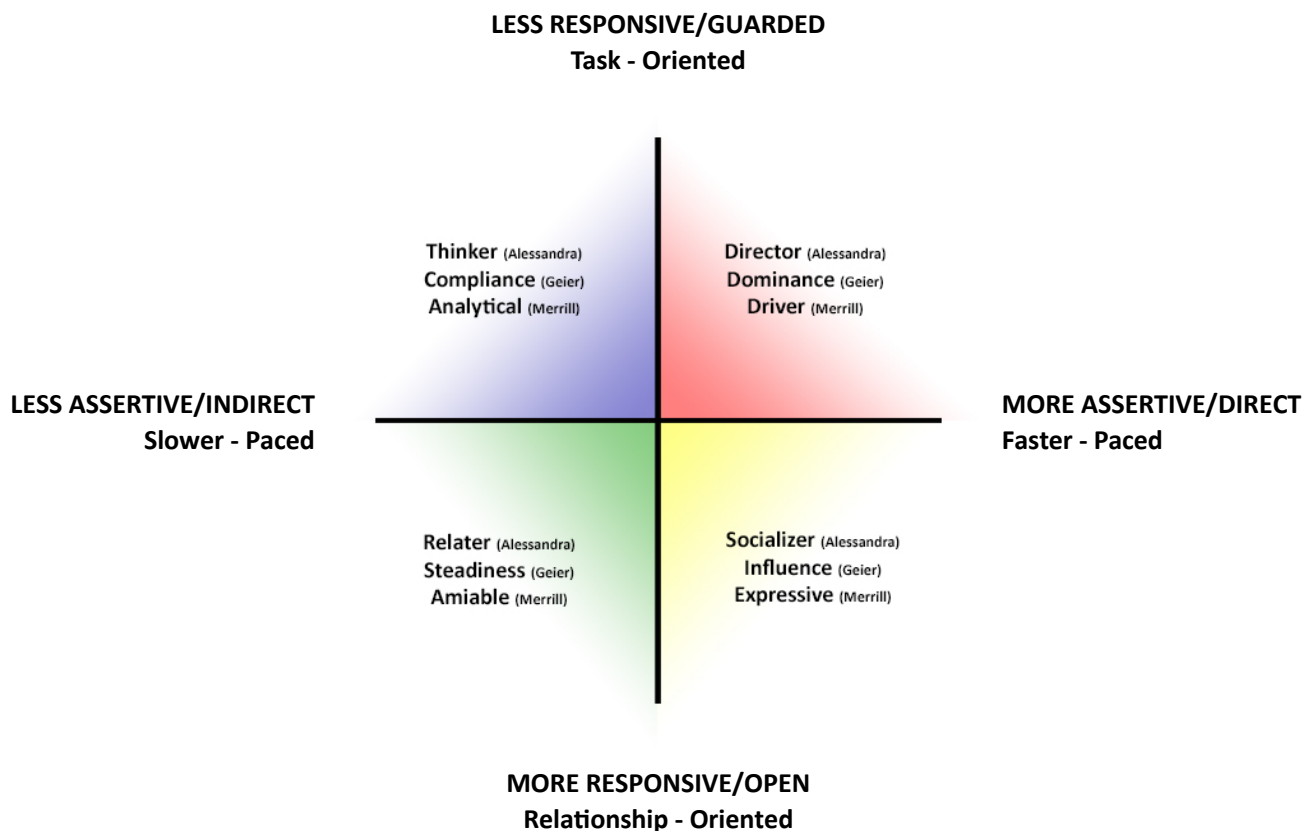 LESS RESPONSIVE/GUARDED
Task - Oriented
Thinker (Alessandra)
Compliance (Geier)
Analytical (Merrill)
Director (Alessandra)
Dominance (Geier)
Driver (Merrill)
LESS ASSERTIVE/INDIRECT
Slower - Paced
MORE ASSERTIVE/DIRECT
Faster - Paced
Relater (Alessandra)
Steadiness (Geier)
Amiable (Merrill)
Socializer (Alessandra)
Influence (Geier)
Expressive (Merrill)
MORE RESPONSIVE/OPEN
Relationship - Oriented